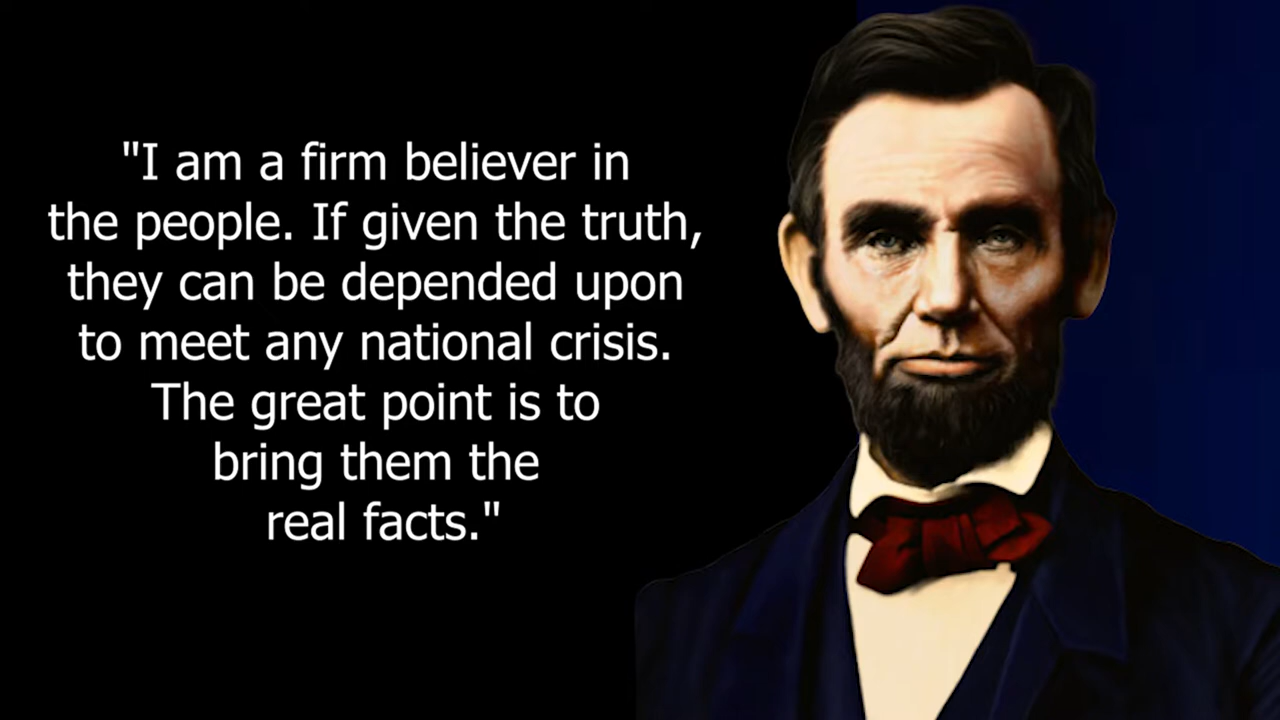 "I am a firm believer in
the people. If given the truth,
they can be depended upon
to meet any national crisis.
The great point is to
bring them the
real facts."